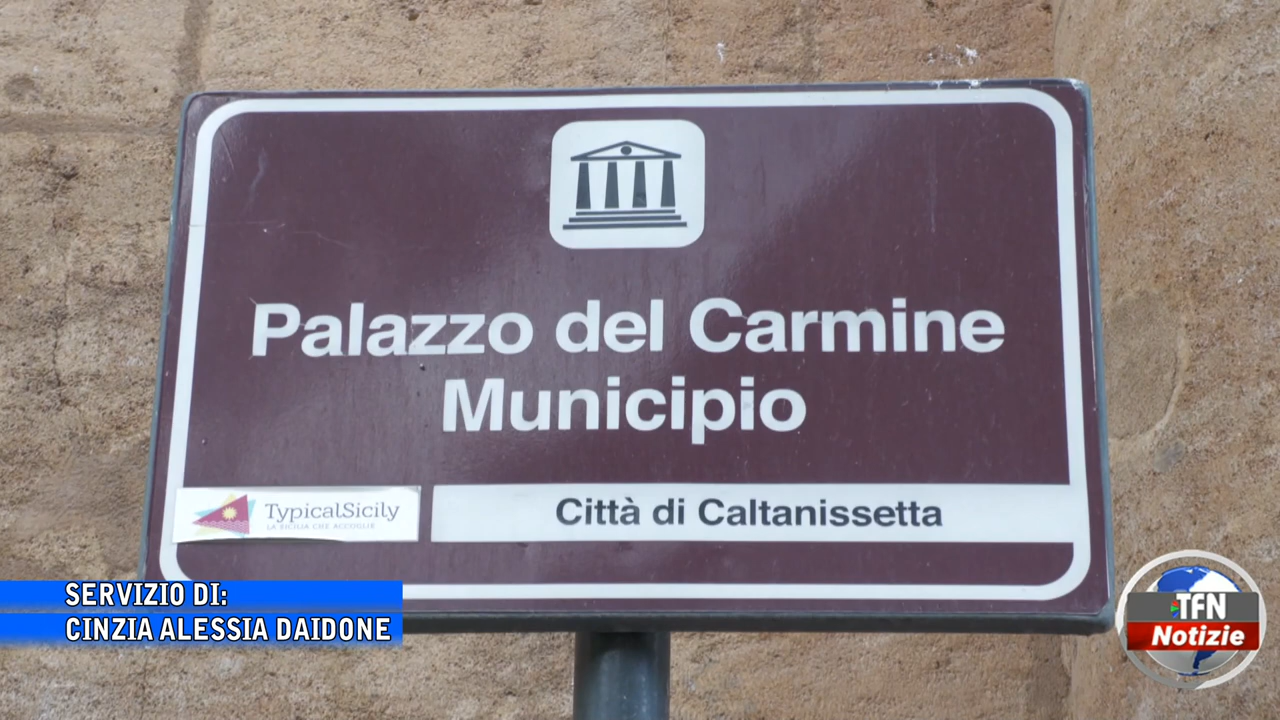 Palazzo del Carmine
Municipio
TypicalSicily
LA SICILIA CHE ACCOGLIE
Città di Caltanissetta
SERVIZIO DI:
CINZIA ALESSIA DAIDONE
TFN
Notizie